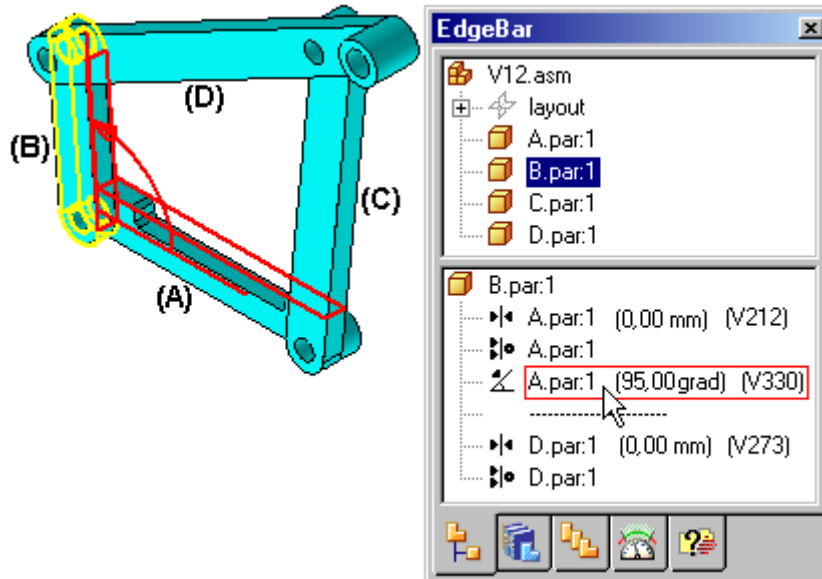 (D)
(B)
(C)
(A)
EdgeBar
V12.asm
layout
A.par:1
B.par:1
C.par:1
D.par:1
B.par:1
A.par:1 (0,00 mm) (V212)
A.par:1
A.par:1 (95,00grad) (V330)
--------------------
D.par:1 (0,00 mm) (V273)
D.par:1